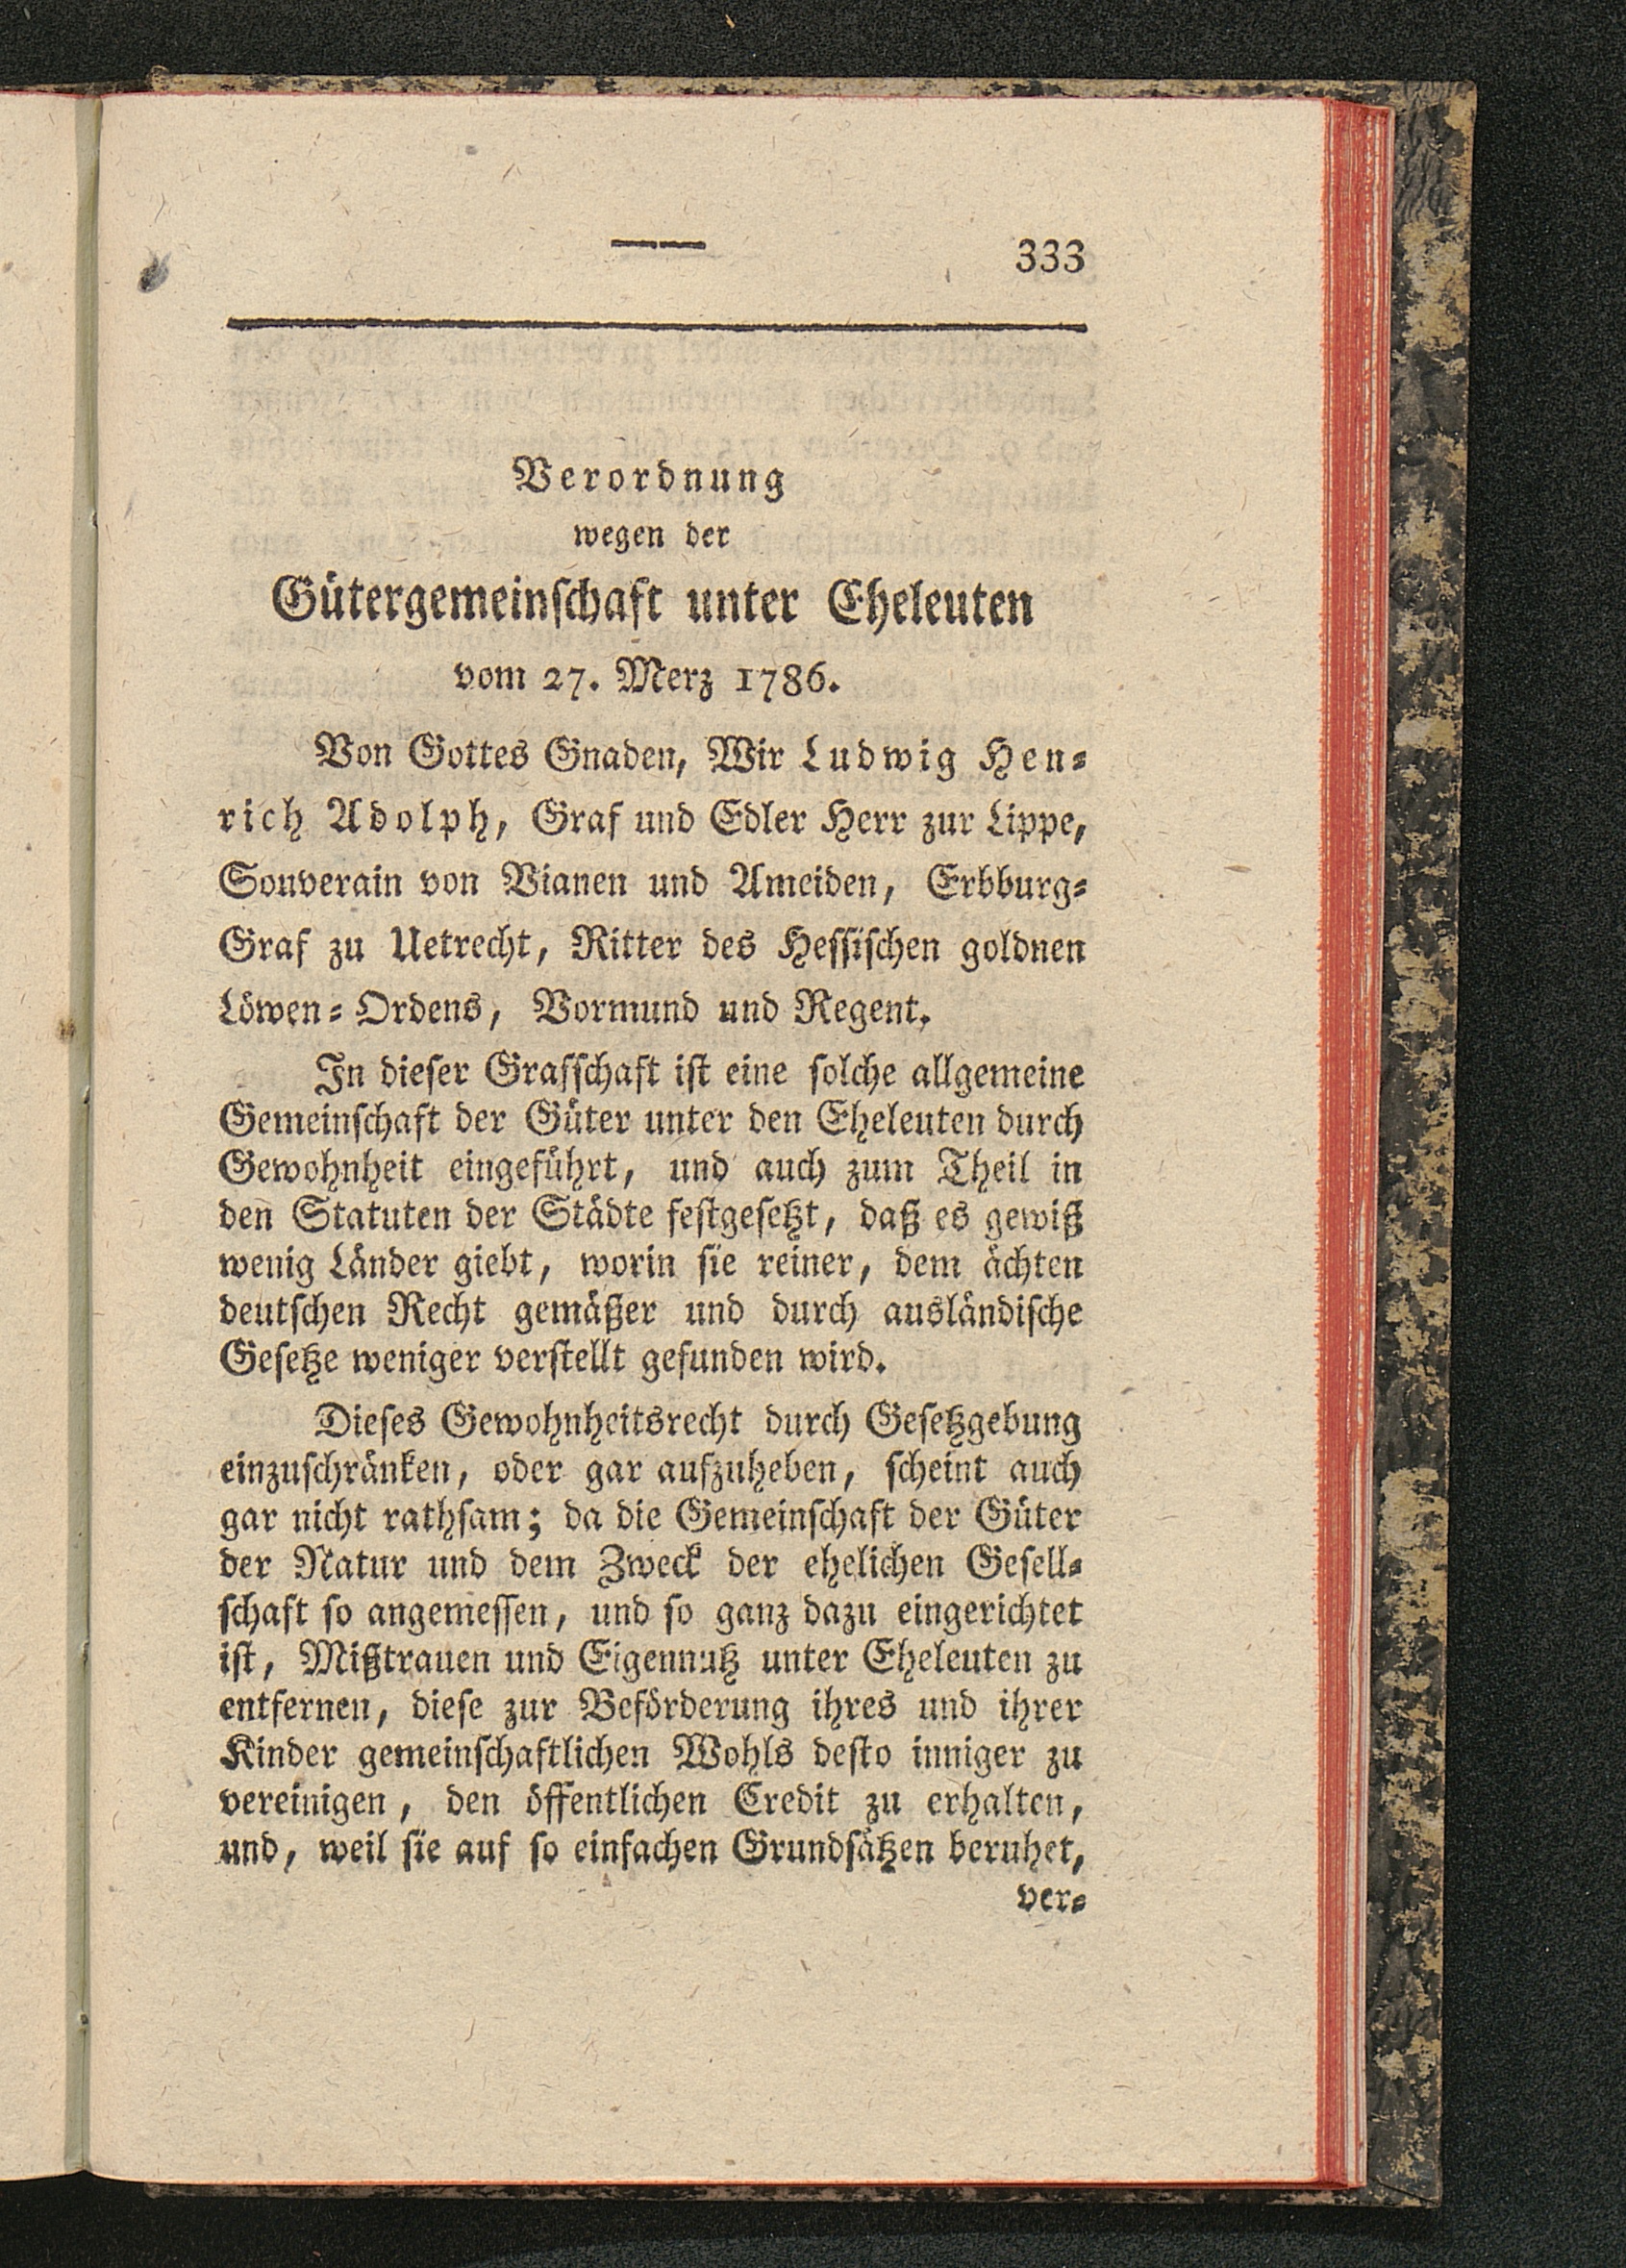 333
Verordnung
wegen der
Gütergemeinschaft unter Eheleuten
vom 27. Merz 1786.
Von Gottes Gnaden, Wir Ludwig Hen-
rich Adolph, Graf und Edler Herr zur Lippe,
Souverain von Vianen und Ameiden, Erbburg-
Graf zu Uetrecht, Ritter des Hessischen goldnen
Löwen-Ordens, Vormund und Regent.
In dieser Grafschaft ist eine solche allgemeine
Gemeinschaft der Güter unter den Eheleuten durch
Gewohnheit eingeführt, und auch zum Theil in
den Statuten der Städte festgesetzt, daß es gewiß
wenig Länder giebt, worin sie reiner, dem ächten
deutschen Recht gemäßer und durch ausländische
Gesetze weniger verstellt gefunden wird.
Dieses Gewohnheitsrecht durch Gesetzgebung
einzuschränken, oder gar aufzuheben, scheint auch
gar nicht rathsam; da die Gemeinschaft der Güter
der Natur und dem Zweck der ehelichen Gesell-
schaft so angemessen, und so ganz dazu eingerichtet
ist, Mißtrauen und Eigennutz unter Eheleuten zu
entfernen, diese zur Beförderung ihres und ihrer
Kinder gemeinschaftlichen Wohls desto inniger zu
vereinigen, den öffentlichen Credit zu erhalten,
und, weil sie auf so einfachen Grundsätzen beruhet,
ver-